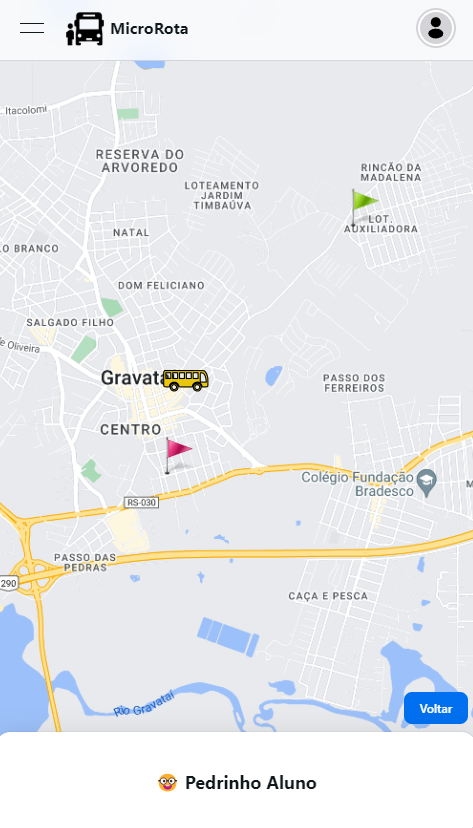 MicroRota
Itacolomi
RESERVA DO
ARVOREDO
RINCÃO DA
MADALENA
LOTEAMENTO
JARDIM
TIMBAÚVA
LOT.
AUXILIADORA
NATAL
BRANCO
DOM FELICIANO
SALGADO FILHO
de Oliveira
PASSO DOS
FERREIROS
CENTRO
Colégio Fundação
Bradesco
RS-030
PASSO DAS
PEDRAS
290
CAÇA E PESCA
Rio Gravataí
Voltar
Pedrinho Aluno